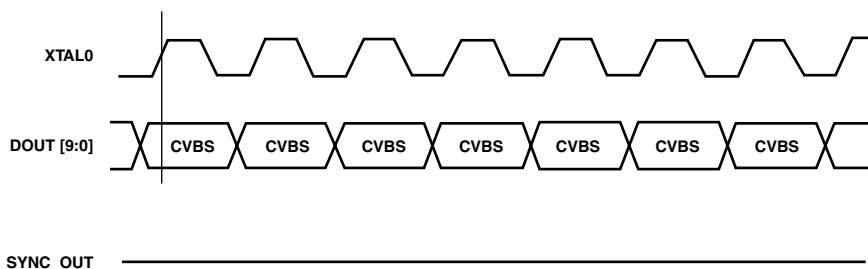 XTAL0
DOUT [9:0] CVBS CVBS CVBS CVBS CVBS CVBS CVBS
SYNC OUT